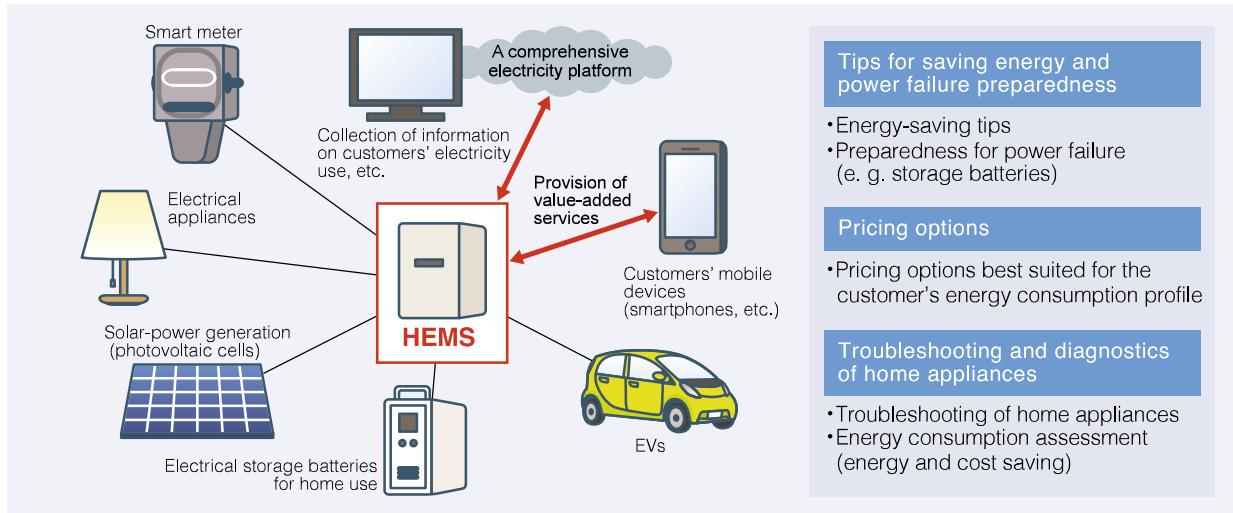 Smart meter
A comprehensive
electricity platform
Collection of information
on customers' electricity
use, etc.
Electrical
appliances
Provision of
value-added
services
Customers' mobile
devices
(smartphones, etc.)
HEMS
Solar-power generation
(photovoltaic cells)
Electrical storage batteries
for home use
EVs
Tips for saving energy and
power failure preparedness
・Energy-saving tips
・Preparedness for power failure
(e. g. storage batteries)
Pricing options
・Pricing options best suited for the
customer's energy consumption profile
Troubleshooting and diagnostics
of home appliances
・Troubleshooting of home appliances
・Energy consumption assessment
(energy and cost saving)